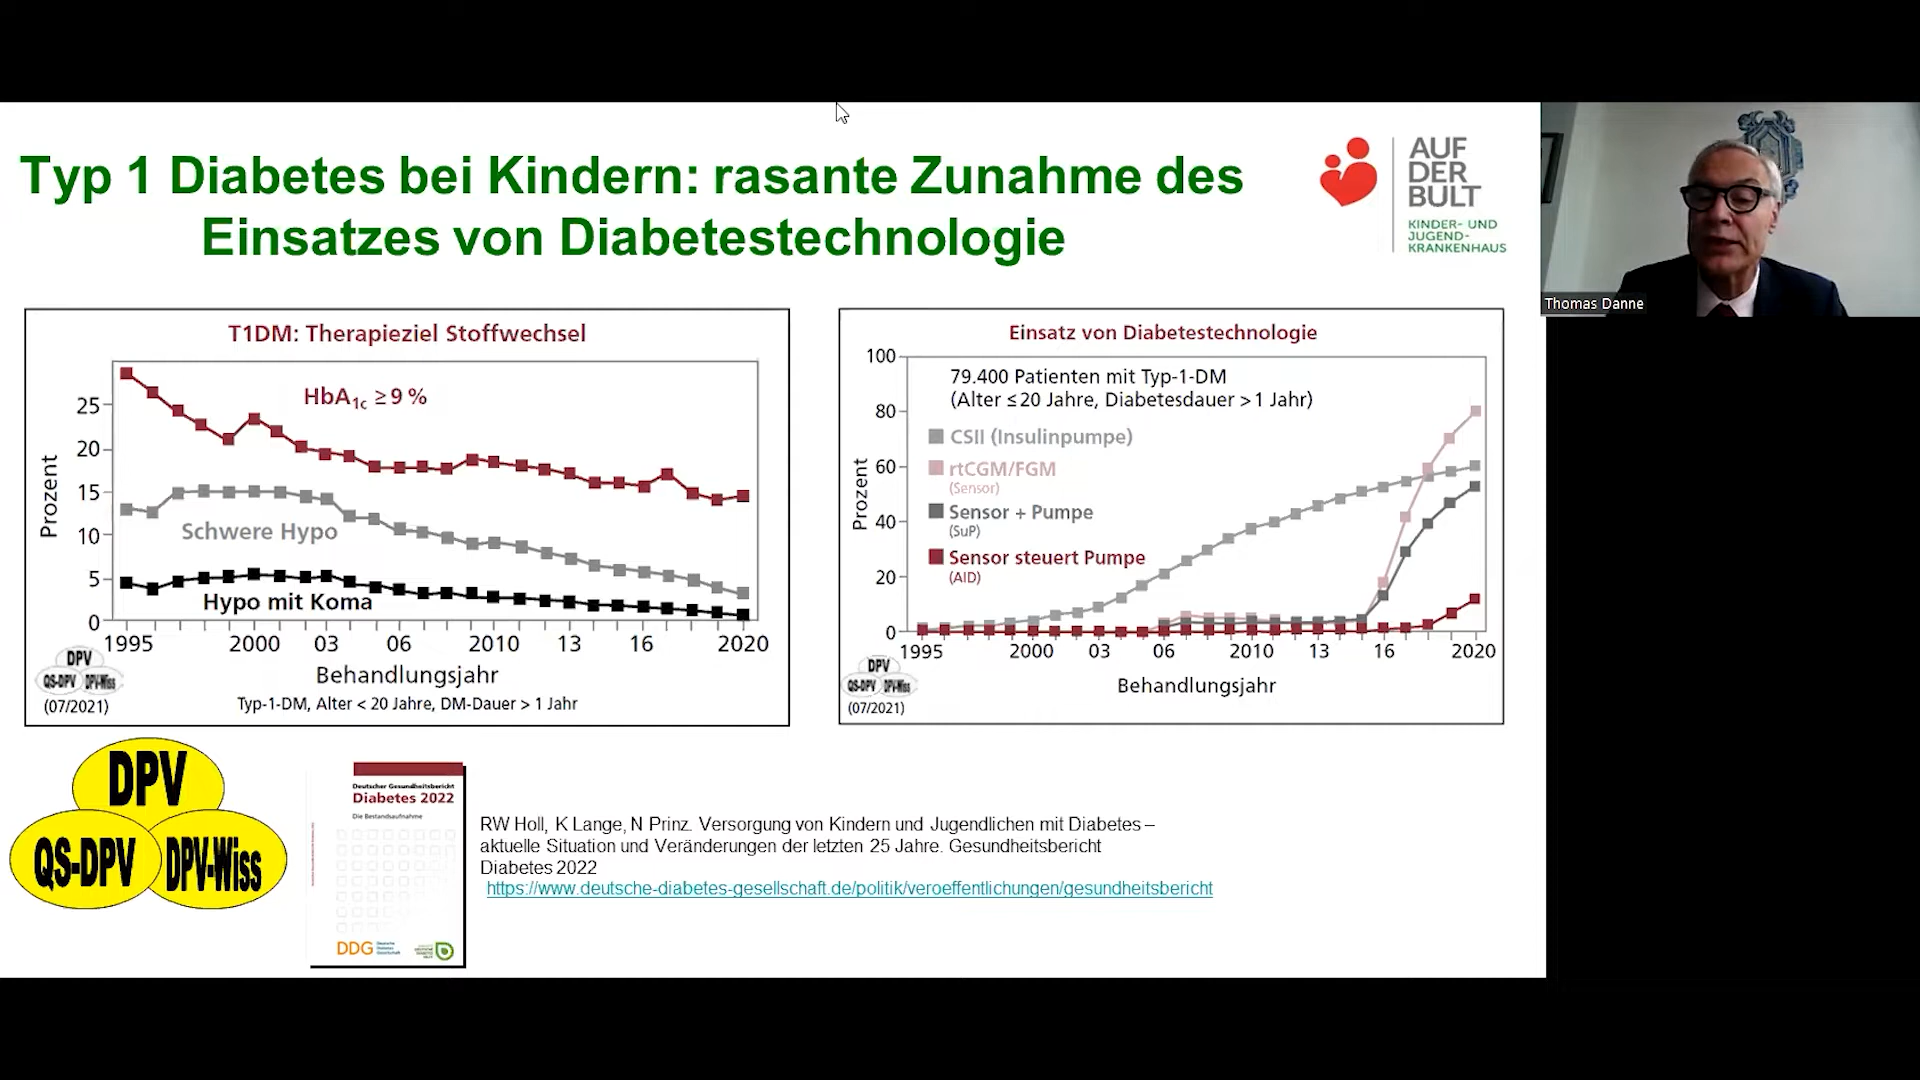 Typ 1 Diabetes bei Kindern: rasante Zunahme des
Einsatzes von Diabetestechnologie
AUF
DER
BULT
KINDER- UND
JUGEND-
KRANKENHAUS
Thomas Danne
T1DM: Therapieziel Stoffwechsel
HbA1c ≥ 9 %
Schwere Hypo
Hypo mit Koma
Prozent
25
20
15
10
5
0
1995 2000 03 06 2010 13 16 2020
Behandlungsjahr
Typ-1-DM, Alter < 20 Jahre, DM-Dauer > 1 Jahr
DPV
QS-DPV DPV-Wiss
(07/2021)
Einsatz von Diabetestechnologie
79.400 Patienten mit Typ-1-DM
(Alter ≤ 20 Jahre, Diabetesdauer > 1 Jahr)
CSII (Insulinpumpe)
rtCGM/FGM
(Sensor)
Sensor + Pumpe
(SuP)
Sensor steuert Pumpe
(AID)
Prozent
100
80
60
40
20
0
1995 2000 03 06 2010 13 16 2020
Behandlungsjahr
DPV
QS-DPV DPV-Wiss
(07/2021)
DPV
QS-DPV DPV-Wiss
Deutscher Gesundheitsbericht
Diabetes 2022
Die Bestandsaufnahme
DDG
RW Holl, K Lange, N Prinz. Versorgung von Kindern und Jugendlichen mit Diabetes –
aktuelle Situation und Veränderungen der letzten 25 Jahre. Gesundheitsbericht
Diabetes 2022
https://www.deutsche-diabetes-gesellschaft.de/politik/veroeffentlichungen/gesundheitsbericht